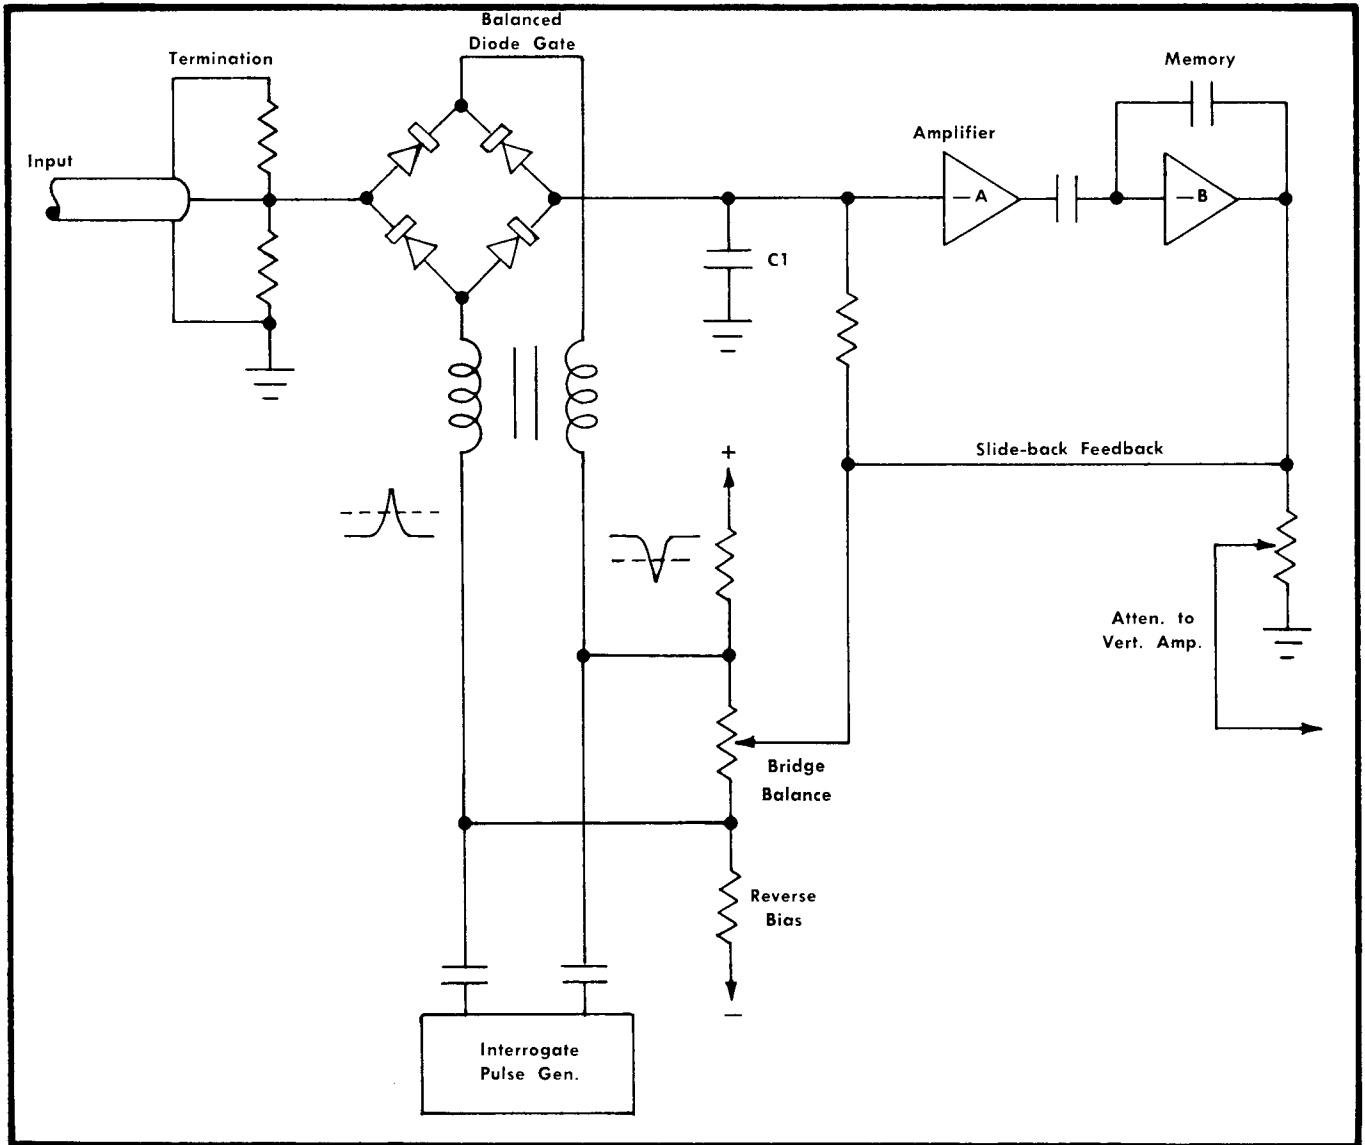 Balanced
Diode Gate
Termination
Memory
Amplifier
Input
—A
—B
C1
+
Slide-back Feedback
Atten. to
Vert. Amp.
Bridge
Balance
Reverse
Bias
—
Interrogate
Pulse Gen.